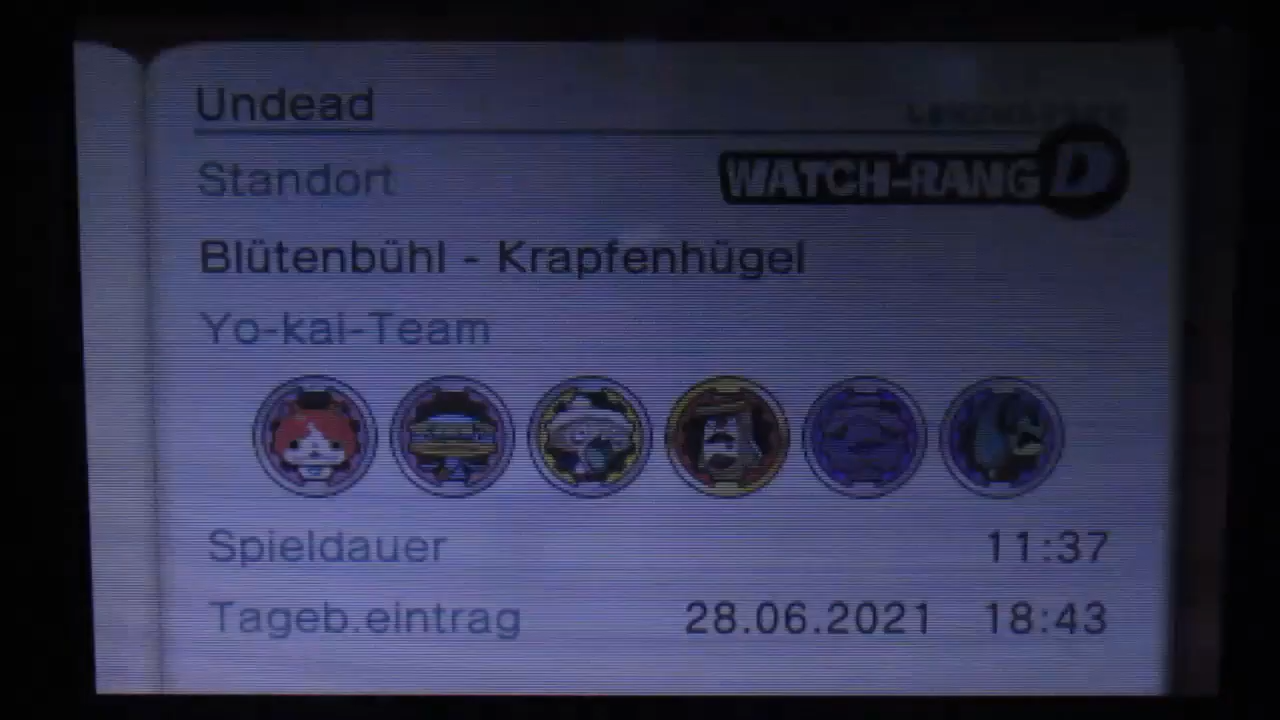 Undead
Standort
WATCH-RANG D
Blütenbühl - Krapfenhügel
Yo-kai-Team
Spieldauer 11:37
Tageb.eintrag 28.06.2021 18:43